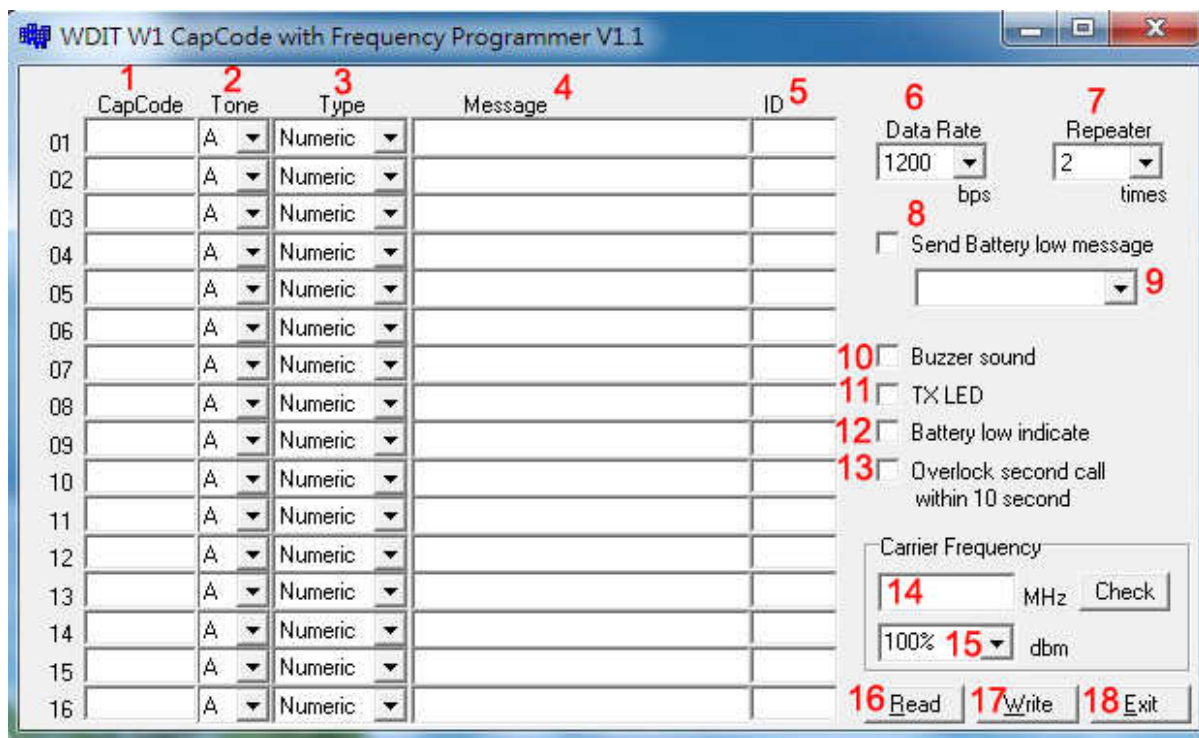 WDIT W1 CapCode with Frequency Programmer V1.1
1 2 3 4 5
CapCode Tone Type Message ID
01 A Numeric
02 A Numeric
03 A Numeric
04 A Numeric
05 A Numeric
06 A Numeric
07 A Numeric
08 A Numeric
09 A Numeric
10 A Numeric
11 A Numeric
12 A Numeric
13 A Numeric
14 A Numeric
15 A Numeric
16 A Numeric
6 7
Data Rate Repeater
1200 2
bps times
8
Send Battery low message
9
10 Buzzer sound
11 TX LED
12 Battery low indicate
13 Overlock second call
within 10 second
Carrier Frequency
14 MHz Check
100% 15 dbm
16 Read 17 Write 18 Exit